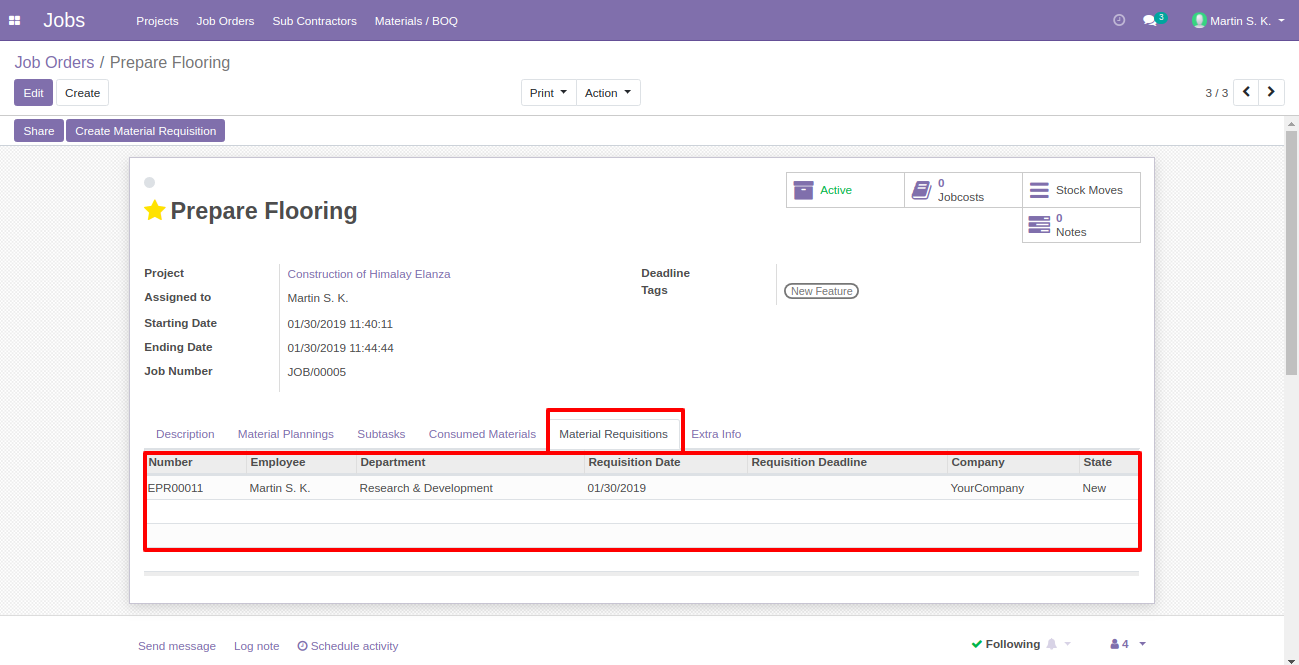 Jobs Projects Job Orders Sub Contractors Materials / BOQ 3 Martin S. K.
Job Orders / Prepare Flooring
Edit Create Print Action 3 / 3
Share Create Material Requisition
Active 0 Jobcosts Stock Moves
Prepare Flooring
0 Notes
Project Construction of Himalay Elanza Deadline
Assigned to Martin S. K. Tags New Feature
Starting Date 01/30/2019 11:40:11
Ending Date 01/30/2019 11:44:44
Job Number JOB/00005
Description Material Plannings Subtasks Consumed Materials Material Requisitions Extra Info
Number Employee Department Requisition Date Requisition Deadline Company State
EPR00011 Martin S. K. Research & Development 01/30/2019 YourCompany New
Send message Log note Schedule activity Following 4